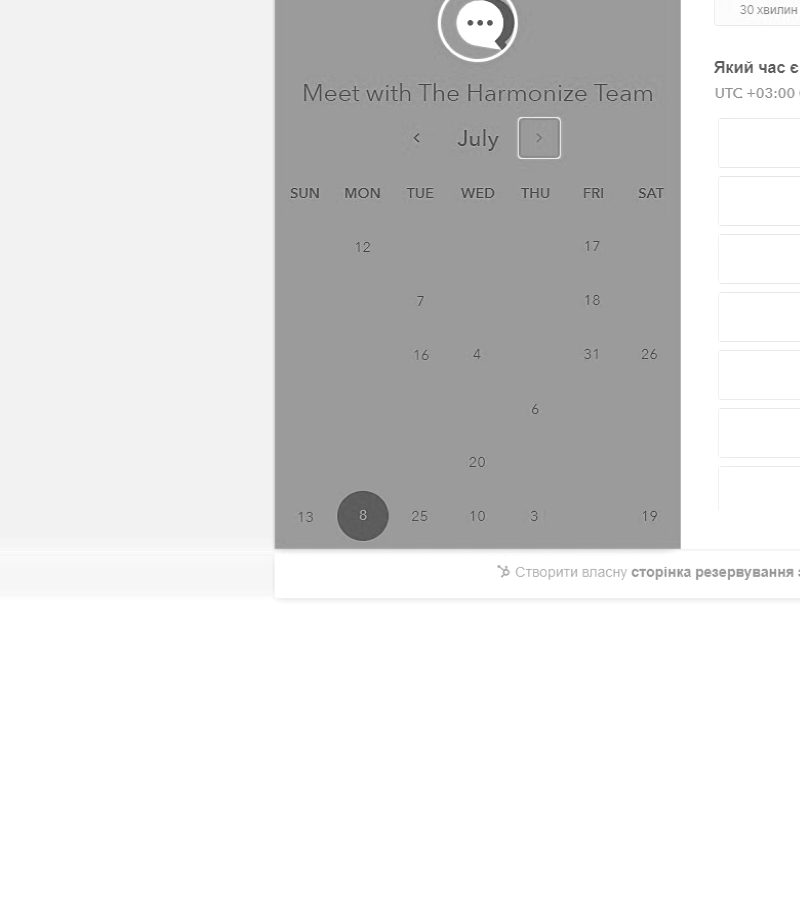 30 хвилин
Meet with The Harmonize Team
Який час є
UTC +03:00
July
SUN MON TUE WED THU FRI SAT
12 17
7 18
16 4 31 26
6
20
13 8 25 10 3 19
Створити власну сторінка резервування